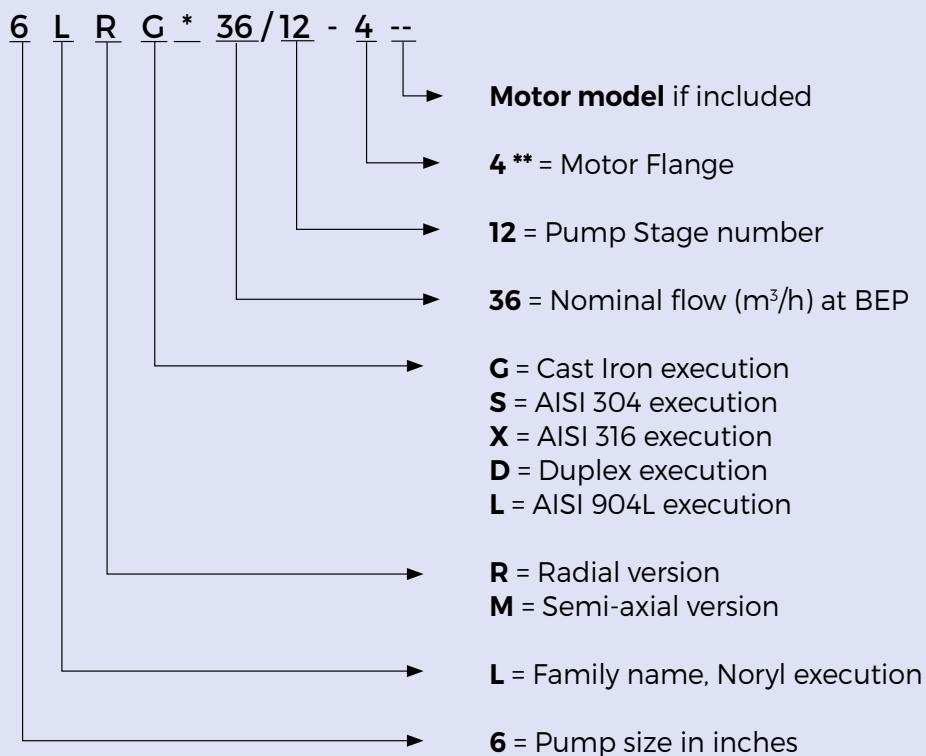 6 L R G * 36/12 - 4 --
Motor model if included
4 ** = Motor Flange
12 = Pump Stage number
36 = Nominal flow (m³/h) at BEP
G = Cast Iron execution
S = AISI 304 execution
X = AISI 316 execution
D = Duplex execution
L = AISI 904L execution
R = Radial version
M = Semi-axial version
L = Family name, Noryl execution
6 = Pump size in inches